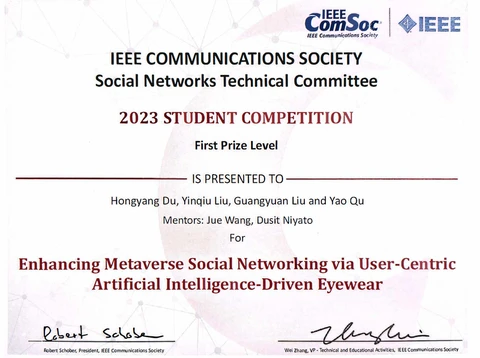 IEEE
ComSoc
IEEE Communications Society
IEEE
IEEE COMMUNICATIONS SOCIETY
Social Networks Technical Committee
2023 STUDENT COMPETITION
First Prize Level
IS PRESENTED TO
Hongyang Du, Yinqiu Liu, Guangyuan Liu and Yao Qu
Mentors: Jue Wang, Dusit Niyato
For
Enhancing Metaverse Social Networking via User-Centric
Artificial Intelligence-Driven Eyewear
Robert Schober
Robert Schober, President, IEEE Communications Society
Wei Zhang, VP - Technical and Educational Activities, IEEE Communications Society